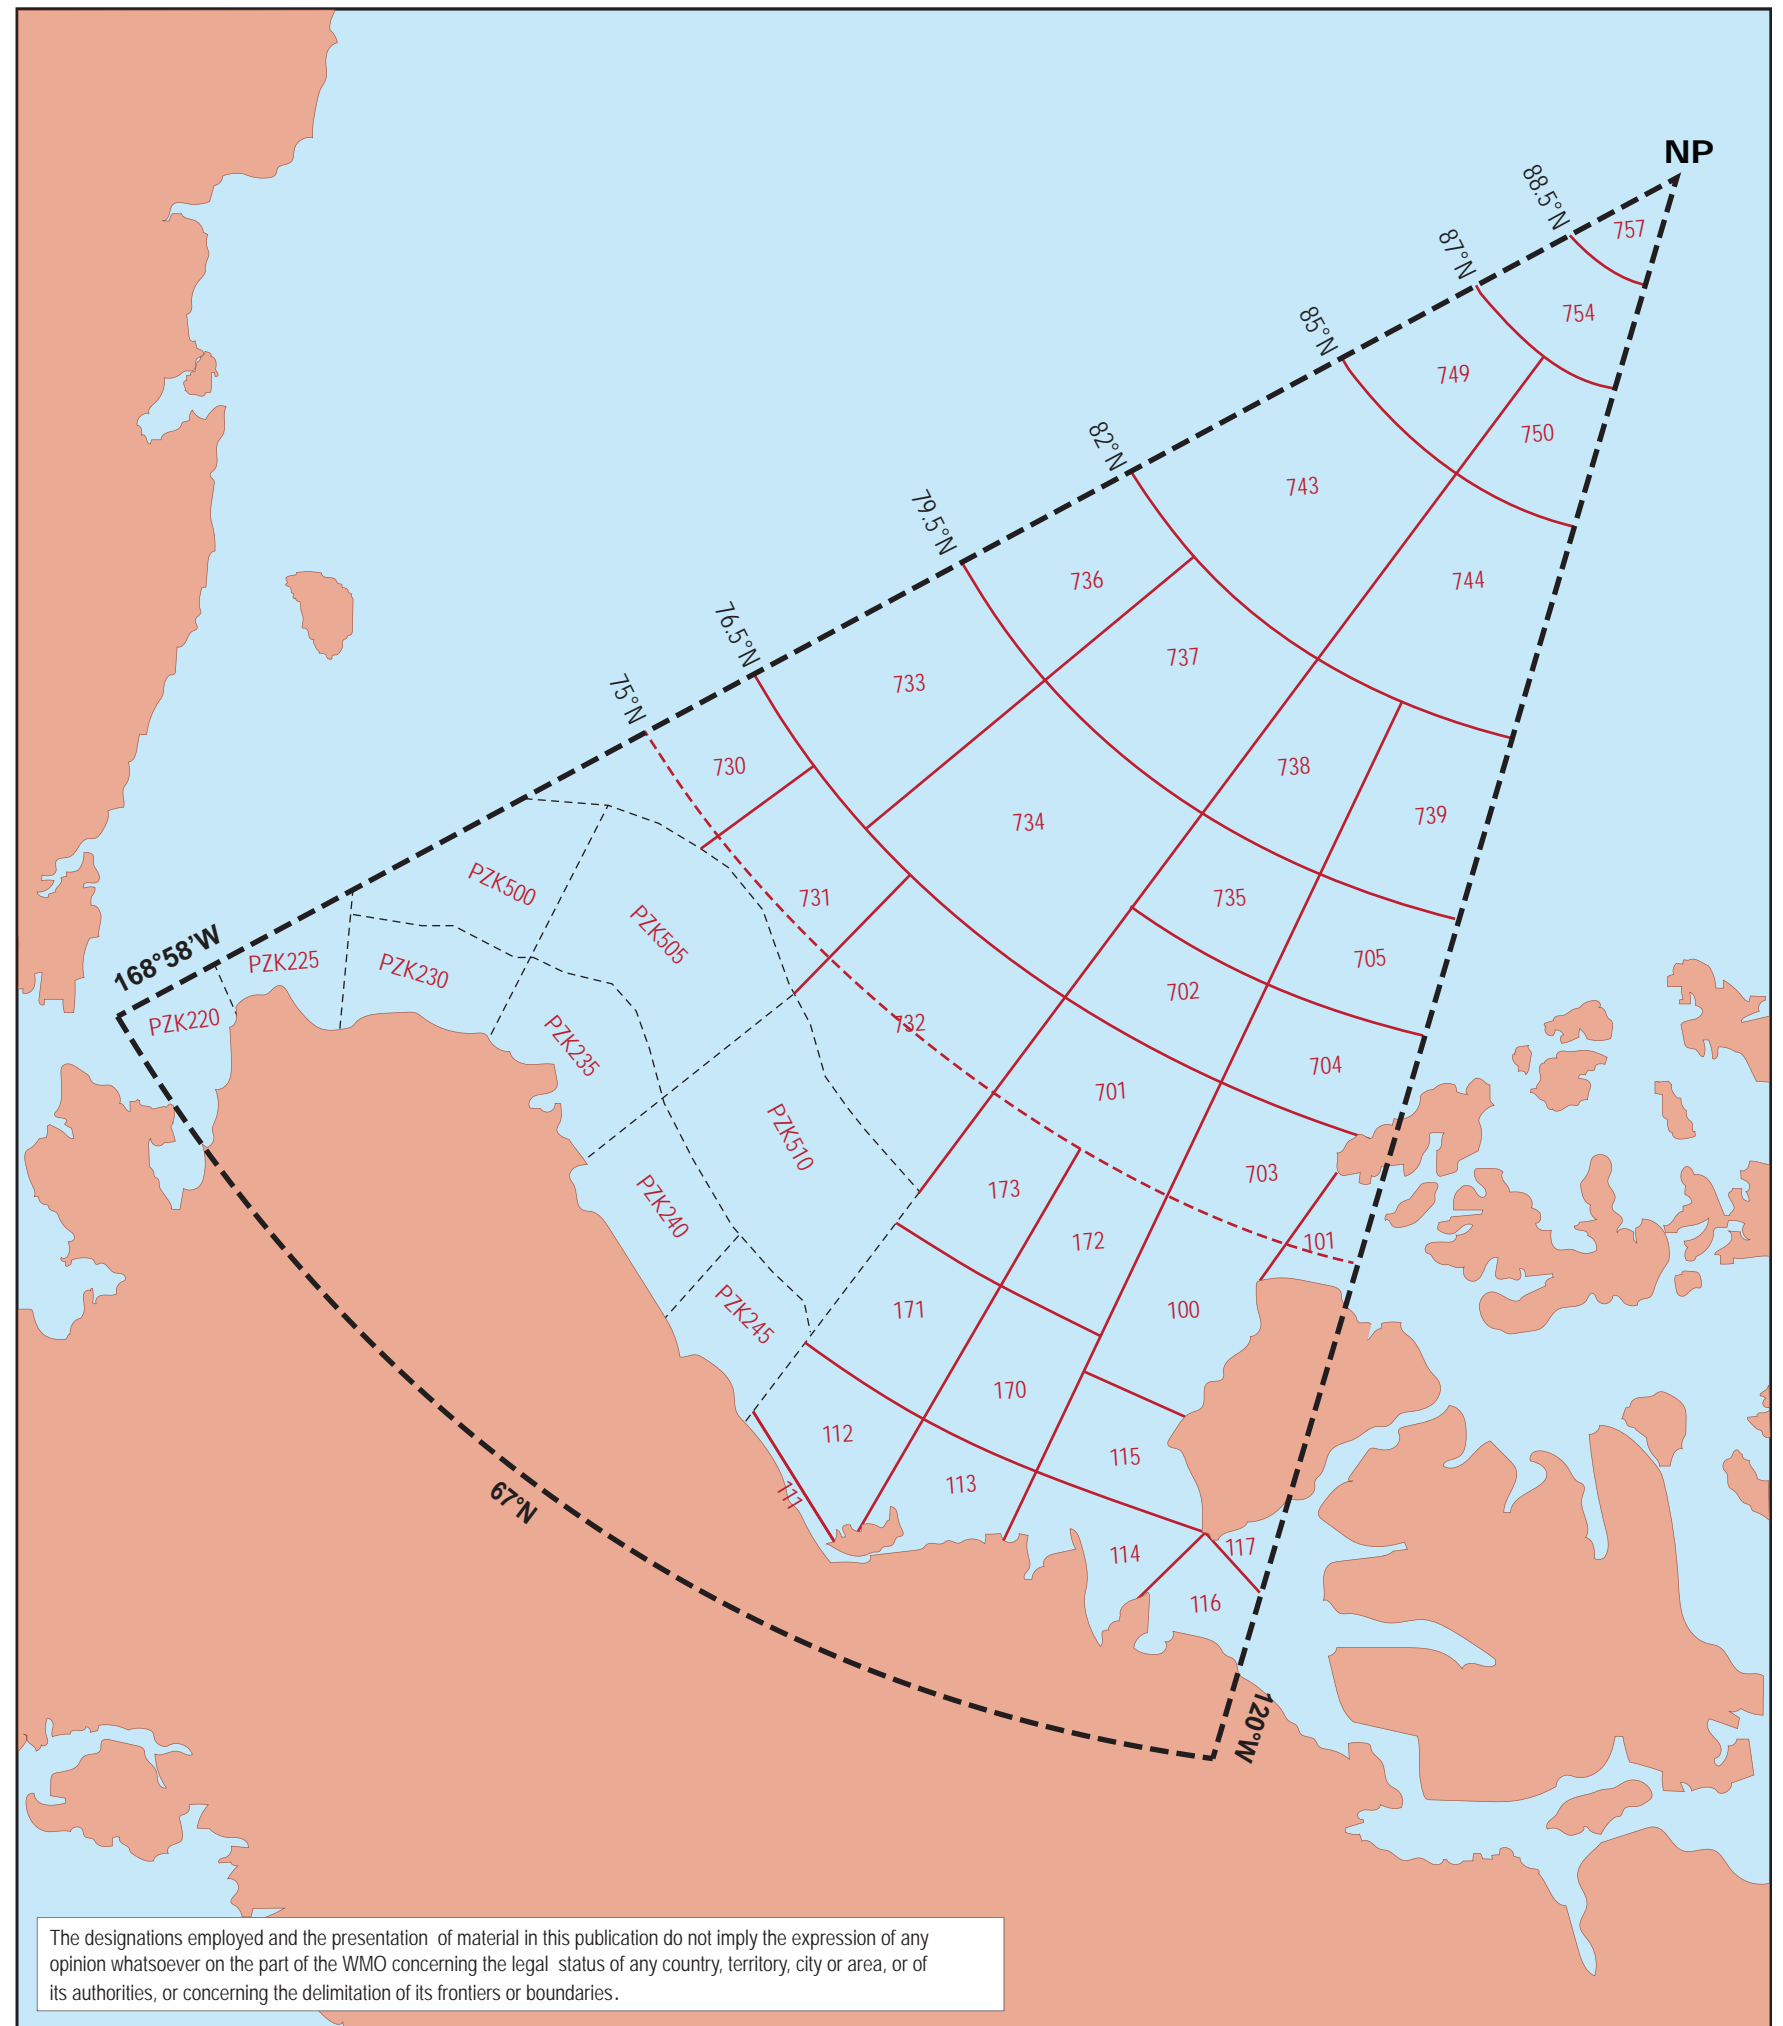 NP
88.5°N
757
87°N
754
85°N
749
750
82°N
743
79.5°N
744
736
76.5°N
737
733
75°N
730
738
739
734
PZK500
731
735
PZK505
168°58'W
PZK225
PZK230
705
702
PZK220
732
PZK235
704
701
PZK510
703
173
PZK240
172
101
171
100
PZK245
170
112
115
113
111
67°N
114
117
116
120°W
The designations employed and the presentation of material in this publication do not imply the expression of any
opinion whatsoever on the part of the WMO concerning the legal status of any country, territory, city or area, or of
its authorities, or concerning the delimitation of its frontiers or boundaries.